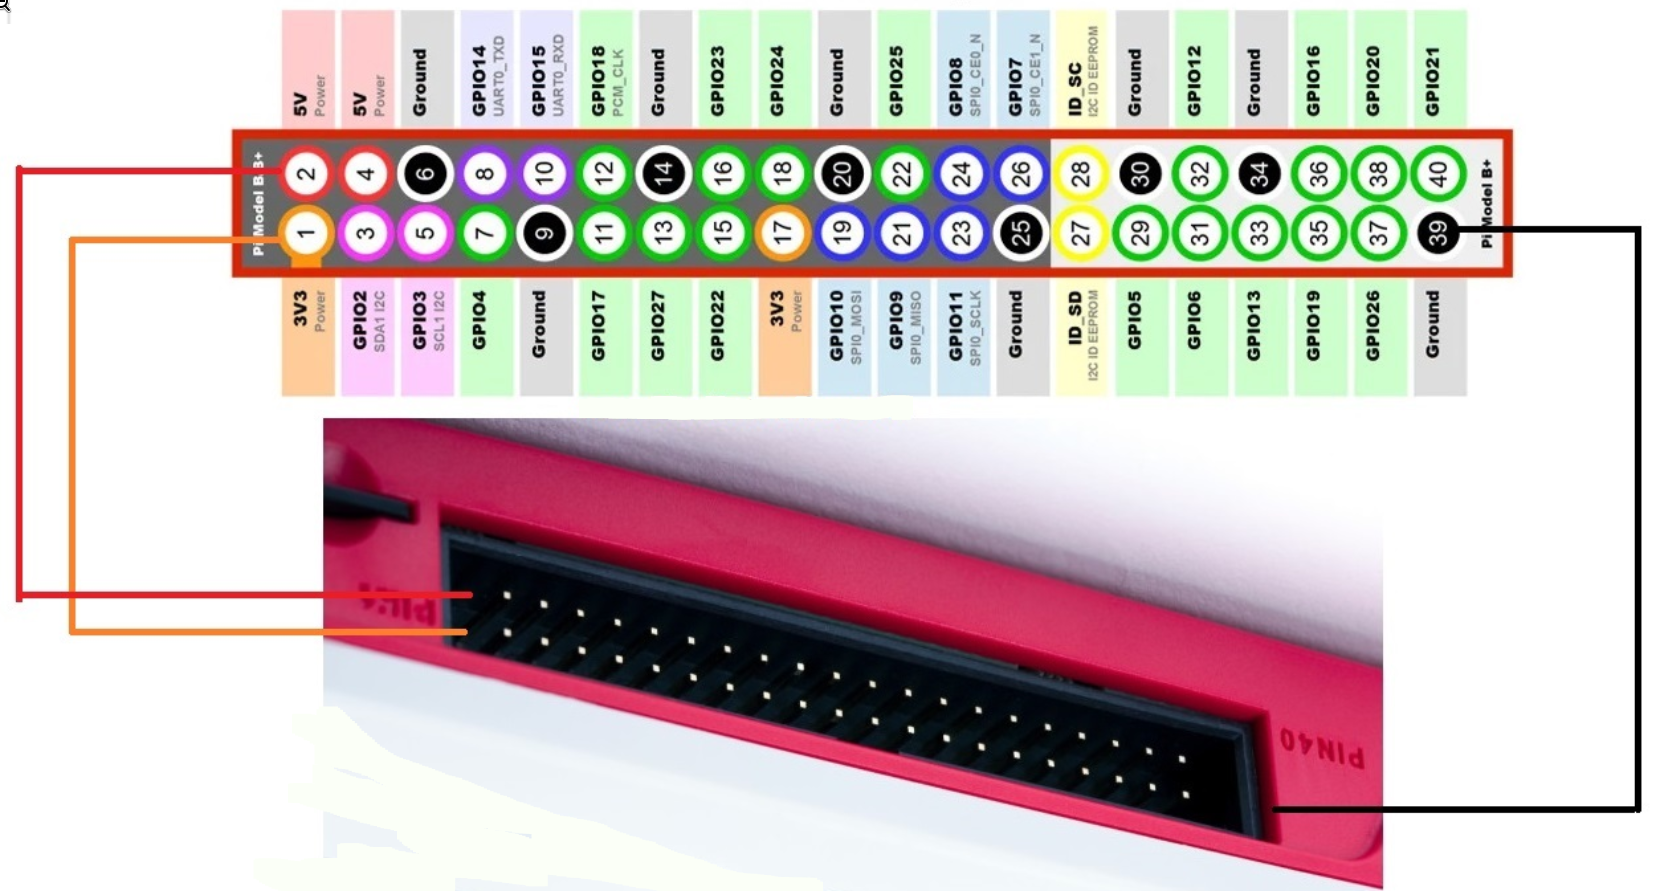 5V
Power
5V
Power
Ground
GPIO14
UART0_TXD
GPIO15
UART0_RXD
GPIO18
PCM_CLK
Ground
GPIO23
GPIO24
Ground
GPIO25
GPIO8
SPI0_CE0_N
GPIO7
SPI0_CE1_N
ID_SC
I2C ID EEPROM
Ground
GPIO12
Ground
GPIO16
GPIO20
GPIO21
Pi Model B/B+
2 4 6 8 10 12 14 16 18 20 22 24 26 28 30 32 34 36 38 40
1 3 5 7 9 11 13 15 17 19 21 23 25 27 29 31 33 35 37 39
Pi Model B+
3V3
Power
GPIO2
SDA1 I2C
GPIO3
SCL1 I2C
GPIO4
Ground
GPIO17
GPIO27
GPIO22
3V3
Power
GPIO10
SPI0_MOSI
GPIO9
SPI0_MISO
GPIO11
SPI0_SCLK
Ground
ID_SD
I2C ID EEPROM
GPIO5
GPIO6
GPIO13
GPIO19
GPIO26
Ground
PIN1
PIN40